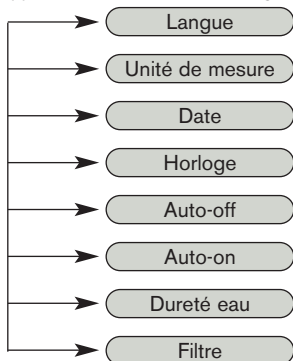 Langue
Unité de mesure
Date
Horloge
Auto-off
Auto-on
Dureté eau
Filtre